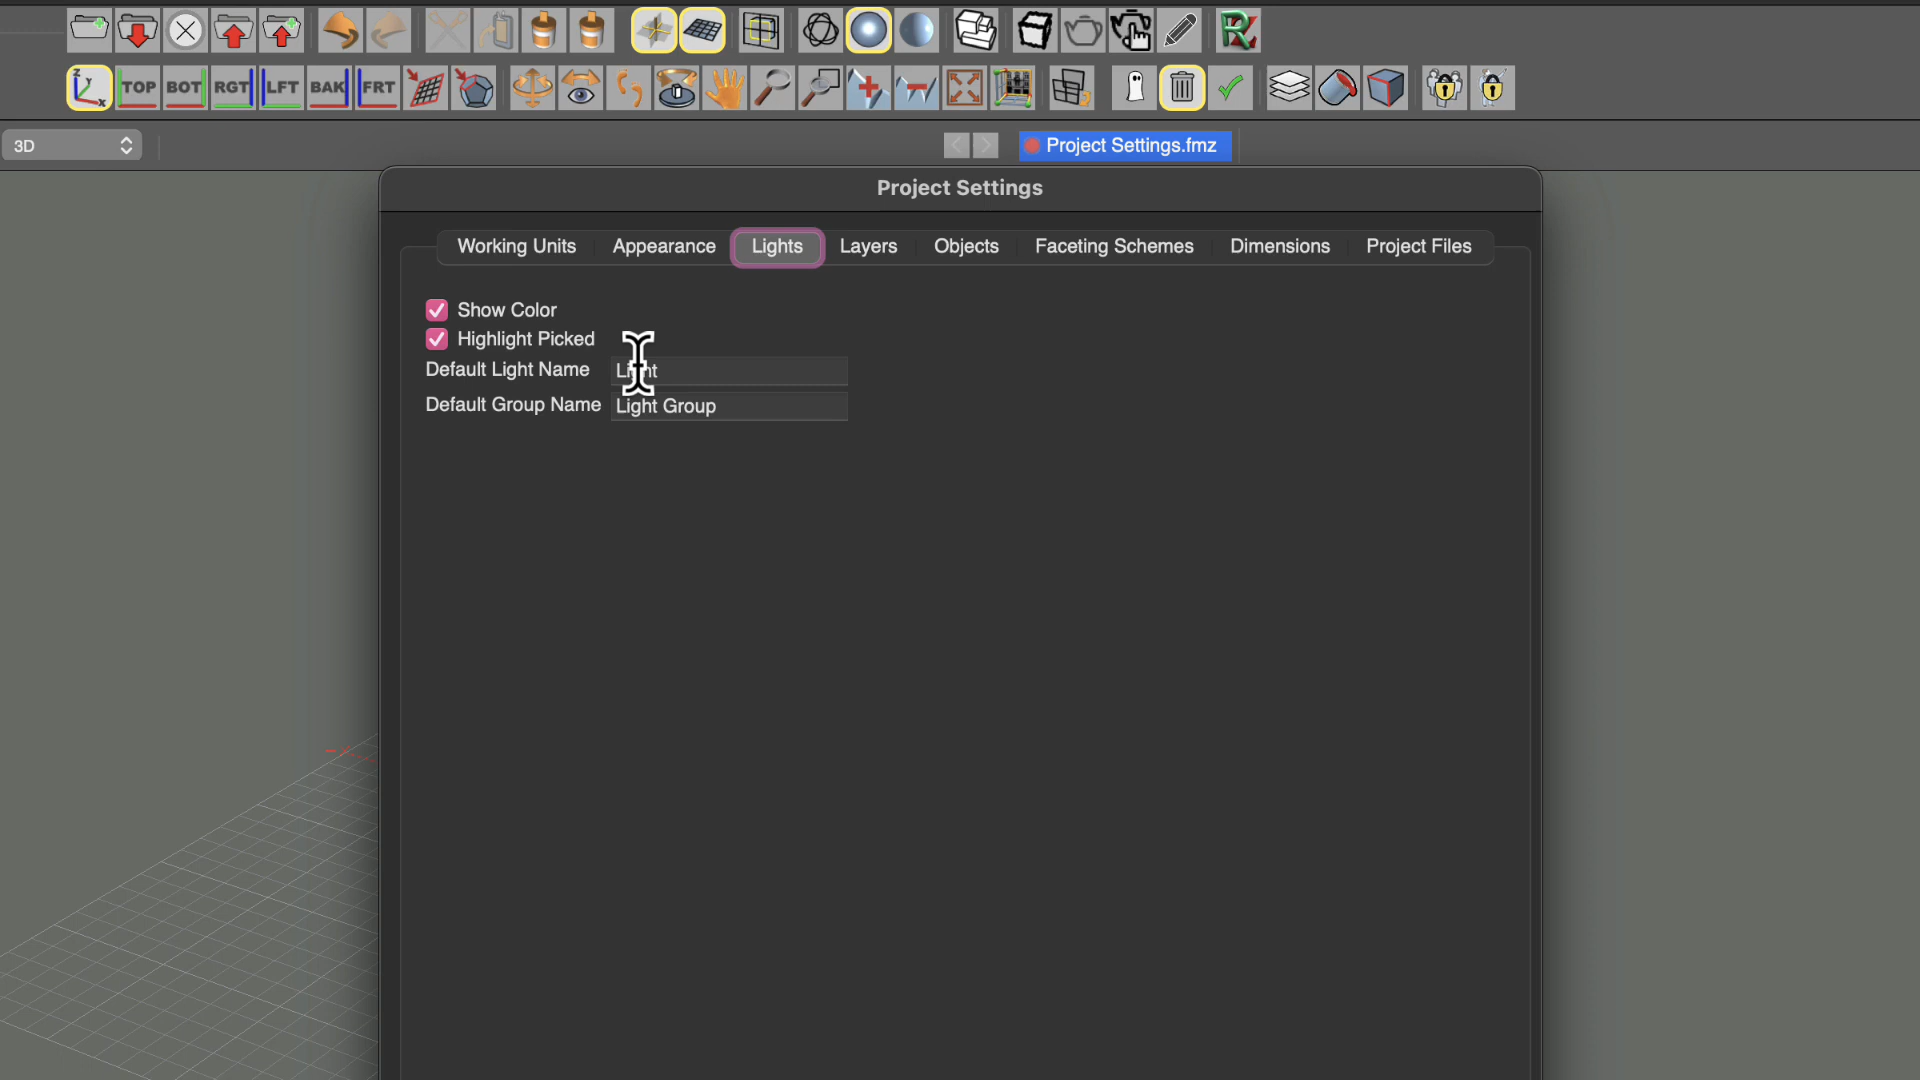 TOP BOT RGT LFT BAK FRT
3D
Project Settings.fmz
Project Settings
Working Units Appearance Lights Layers Objects Faceting Schemes Dimensions Project Files
Show Color
Highlight Picked
Default Light Name Light
Default Group Name Light Group